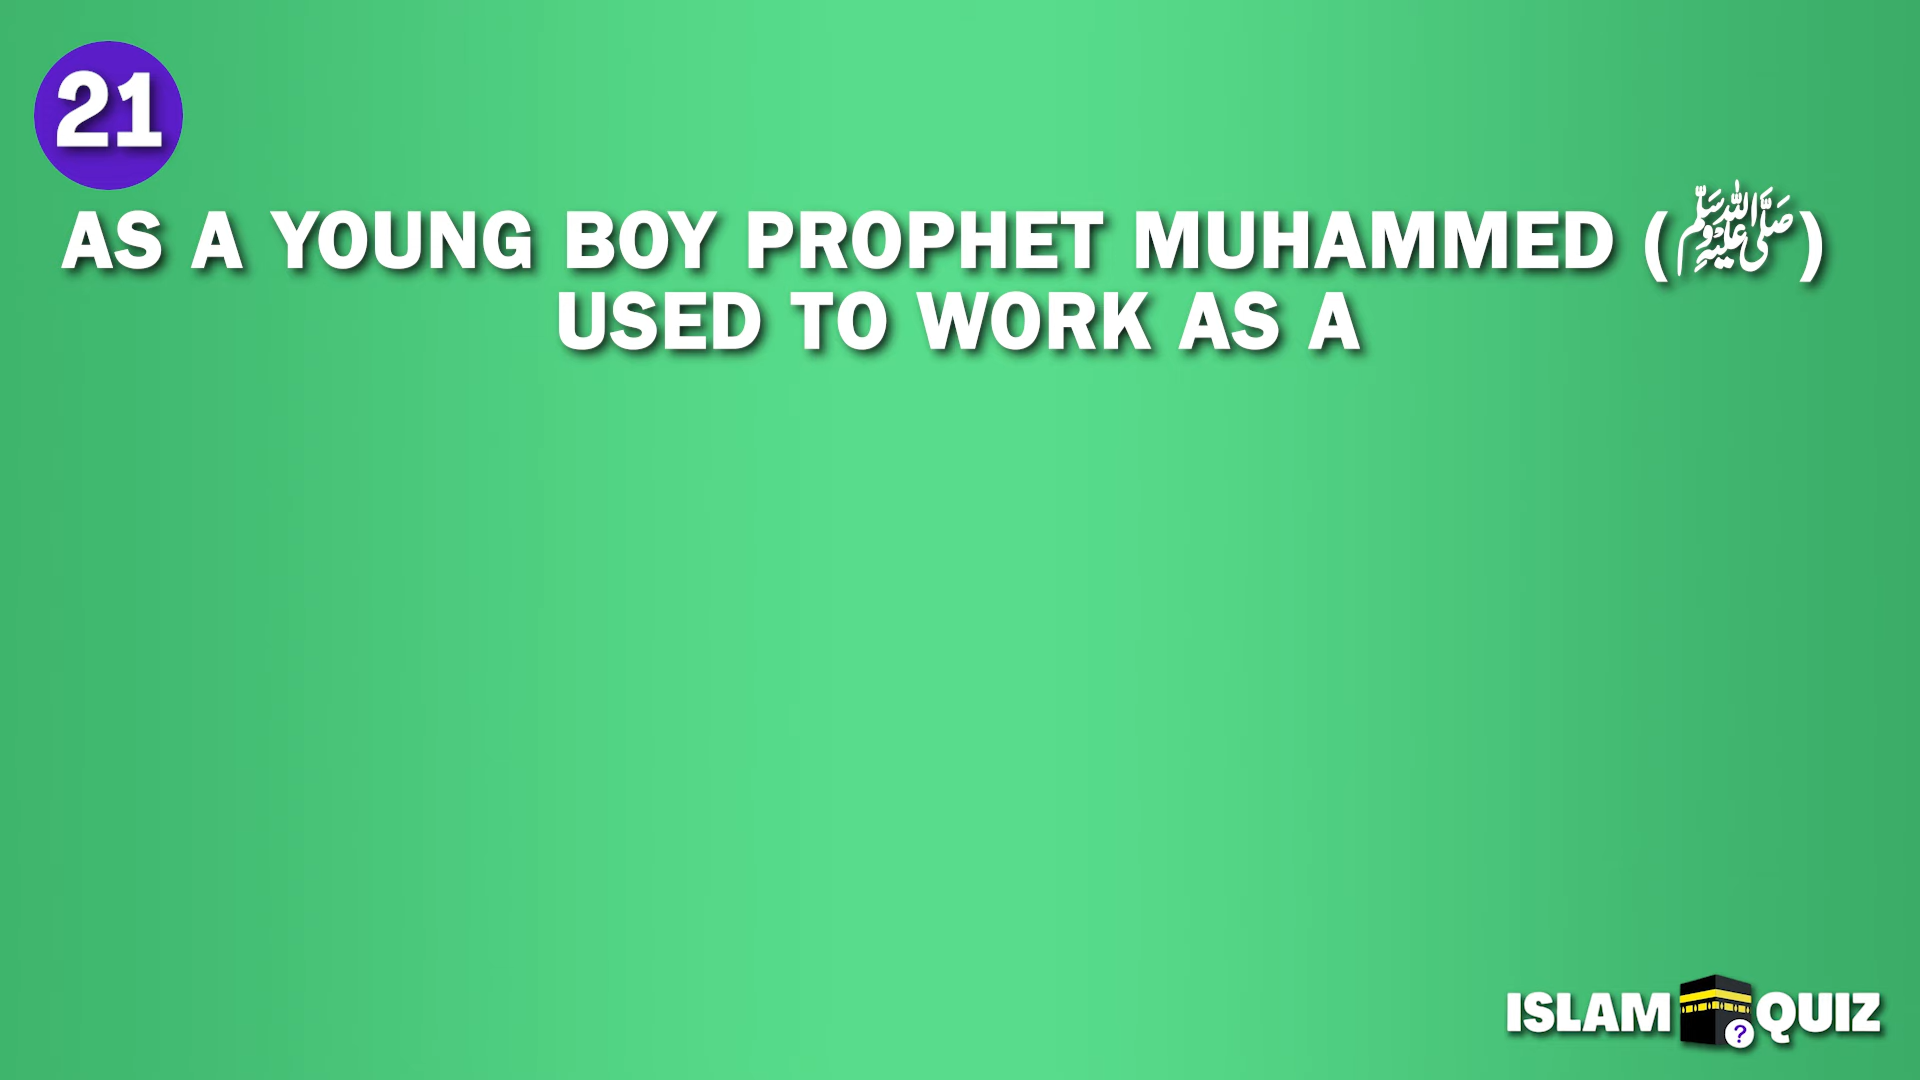 21
AS A YOUNG BOY PROPHET MUHAMMED (ﷺ)
USED TO WORK AS A
ISLAM QUIZ
?